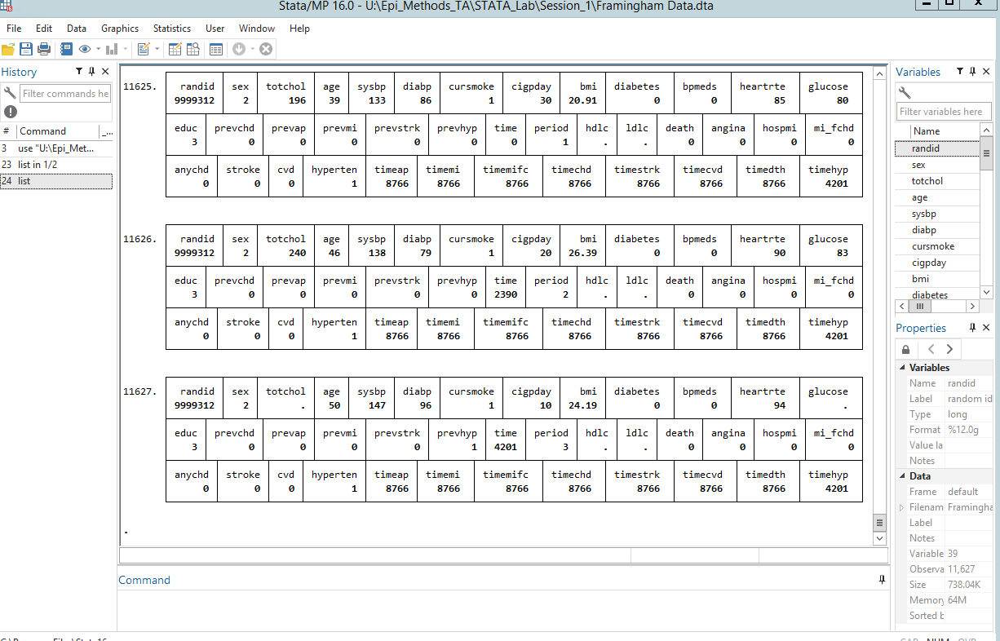 Stata/MP 16.0 - U:\Epi_Methods_TA\STATA_Lab\Session_1\Framingham Data.dta
File Edit Data Graphics Statistics User Window Help
History
Filter commands he
# Command _...
3 use "U:\Epi_Met...
23 list in 1/2
24 list
11625. randid sex totchol age sysbp diabp cursmoke cigpday bmi diabetes bpmeds heartrte glucose
9999312 2 196 39 133 86 1 30 20.91 0 0 85 80
educ prevchd prevap prevmi prevstrk prevhyp time period hdlc ldlc death angina hospmi mi_fchd
3 0 0 0 0 0 0 1 . . 0 0 0 0
anychd stroke cvd hyperten timeap timemi timemifc timechd timestrk timecvd timedth timehyp
0 0 0 1 8766 8766 8766 8766 8766 8766 8766 4201
11626. randid sex totchol age sysbp diabp cursmoke cigpday bmi diabetes bpmeds heartrte glucose
9999312 2 240 46 138 79 1 20 26.39 0 0 90 83
educ prevchd prevap prevmi prevstrk prevhyp time period hdlc ldlc death angina hospmi mi_fchd
3 0 0 0 0 0 2390 2 . . 0 0 0 0
anychd stroke cvd hyperten timeap timemi timemifc timechd timestrk timecvd timedth timehyp
0 0 0 1 8766 8766 8766 8766 8766 8766 8766 4201
11627. randid sex totchol age sysbp diabp cursmoke cigpday bmi diabetes bpmeds heartrte glucose
9999312 2 . 50 147 96 1 10 24.19 0 0 94 .
educ prevchd prevap prevmi prevstrk prevhyp time period hdlc ldlc death angina hospmi mi_fchd
3 0 0 0 0 1 4201 3 . . 0 0 0 0
anychd stroke cvd hyperten timeap timemi timemifc timechd timestrk timecvd timedth timehyp
0 0 0 1 8766 8766 8766 8766 8766 8766 8766 4201
.
Command
Variables
Filter variables here
Name
randid
sex
totchol
age
sysbp
diabp
cursmoke
cigpday
bmi
diabetes
Properties
Variables
Name randid
Label random id
Type long
Format %12.0g
Value la
Notes
Data
Frame default
Filenam Framingha
Label
Notes
Variable 39
Observa 11,627
Size 738.04K
Memory 64M
Sorted b
CAP NUM OVR